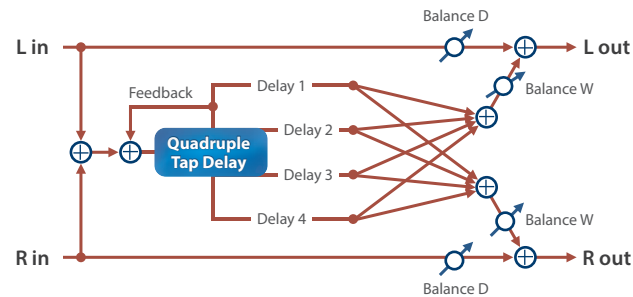 Balance D
L in
L out
Balance W
Feedback
Delay 1
Quadruple
Tap Delay
Delay 2
Delay 3
Delay 4
Balance W
R in
R out
Balance D